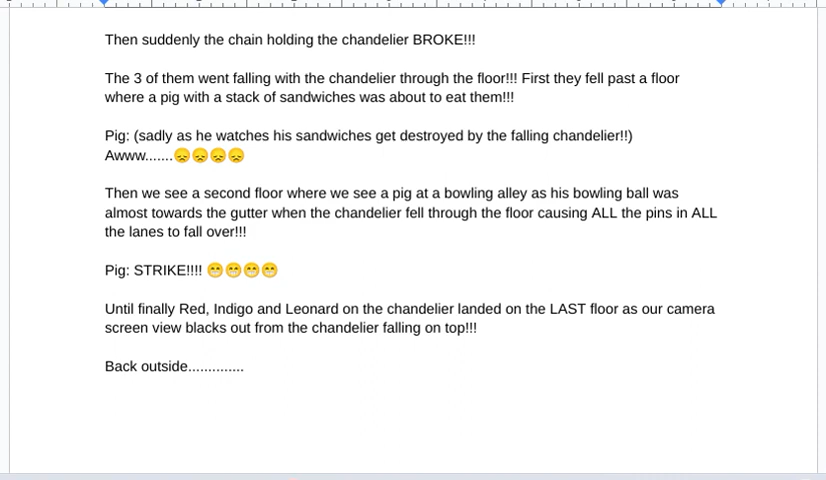 Then suddenly the chain holding the chandelier BROKE!!!
The 3 of them went falling with the chandelier through the floor!!! First they fell past a floor
where a pig with a stack of sandwiches was about to eat them!!!
Pig: (sadly as he watches his sandwiches get destroyed by the falling chandelier!!)
Awww.......😞😞😞😞
Then we see a second floor where we see a pig at a bowling alley as his bowling ball was
almost towards the gutter when the chandelier fell through the floor causing ALL the pins in ALL
the lanes to fall over!!!
Pig: STRIKE!!!! 😁😁😁😁
Until finally Red, Indigo and Leonard on the chandelier landed on the LAST floor as our camera
screen view blacks out from the chandelier falling on top!!!
Back outside..............